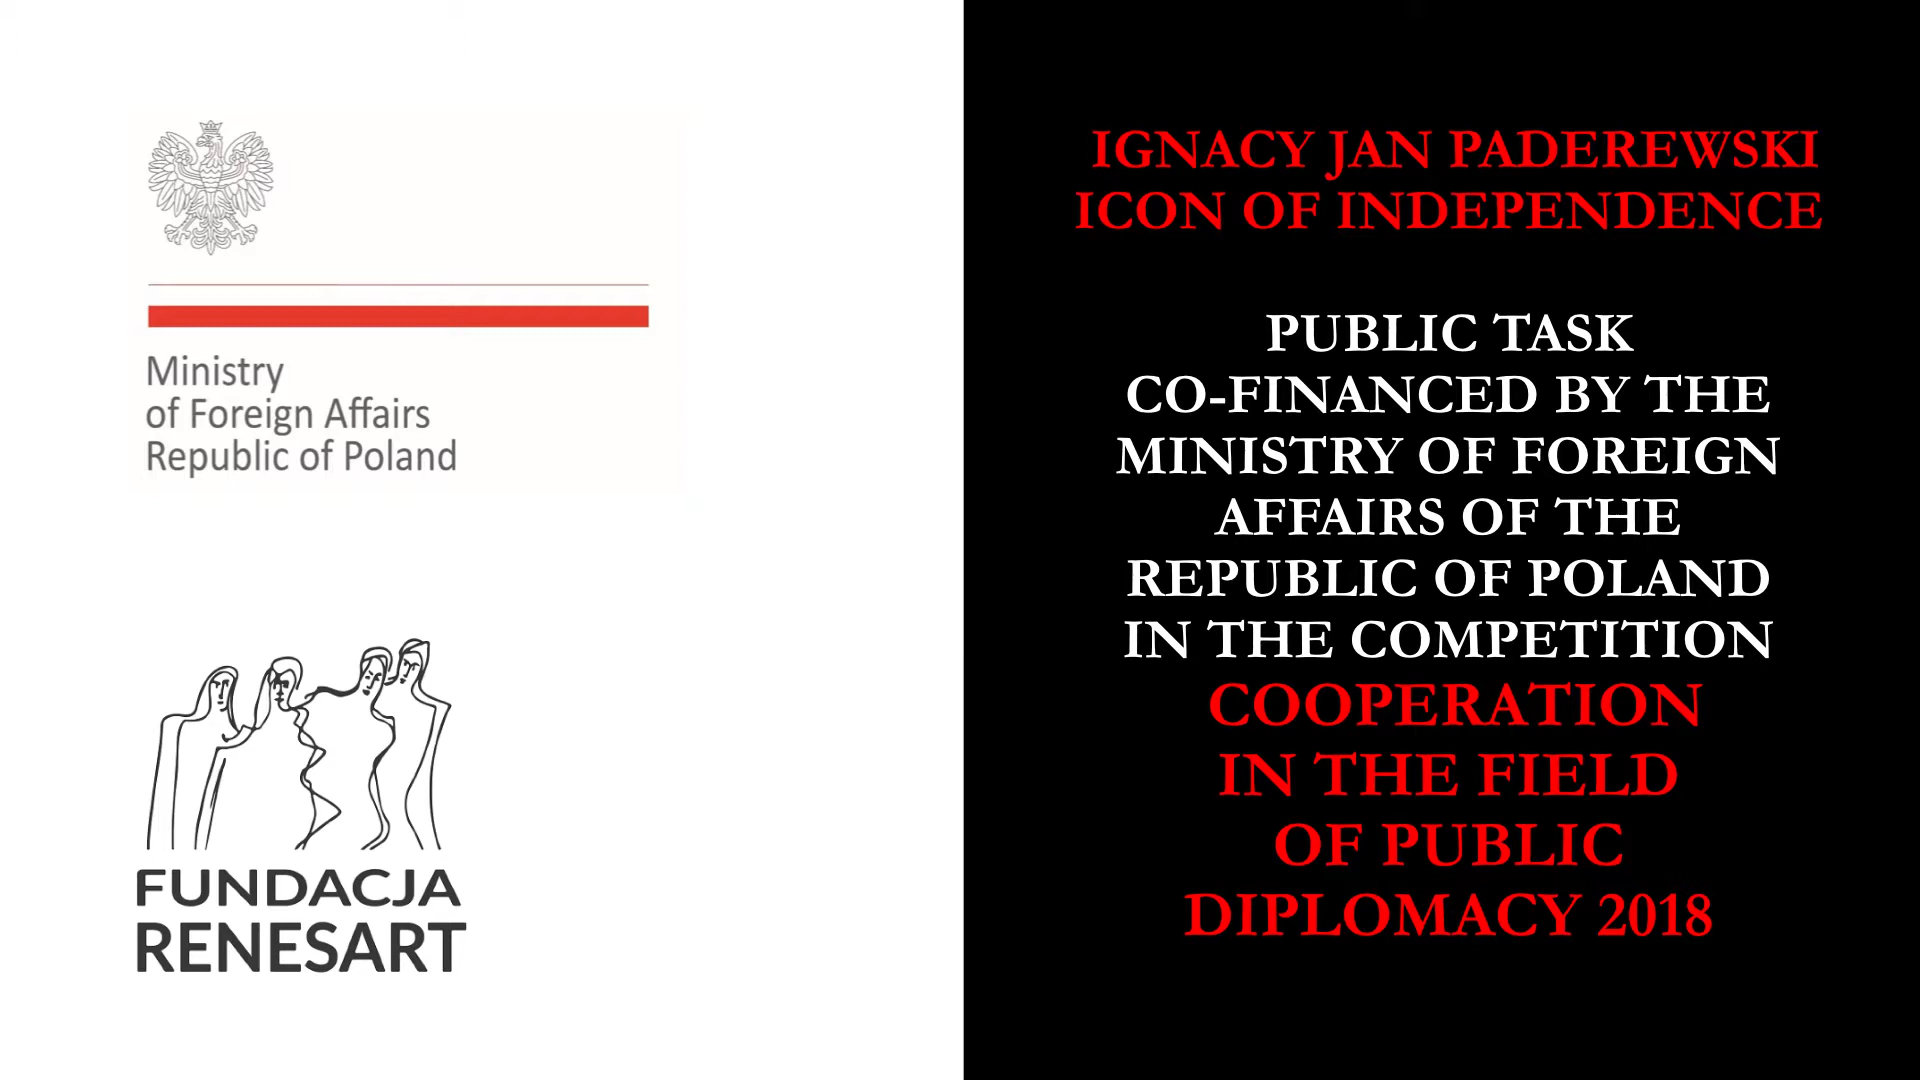 Ministry
of Foreign Affairs
Republic of Poland
FUNDACJA
RENESART
IGNACY JAN PADEREWSKI
ICON OF INDEPENDENCE
PUBLIC TASK
CO-FINANCED BY THE
MINISTRY OF FOREIGN
AFFAIRS OF THE
REPUBLIC OF POLAND
IN THE COMPETITION
COOPERATION
IN THE FIELD
OF PUBLIC
DIPLOMACY 2018